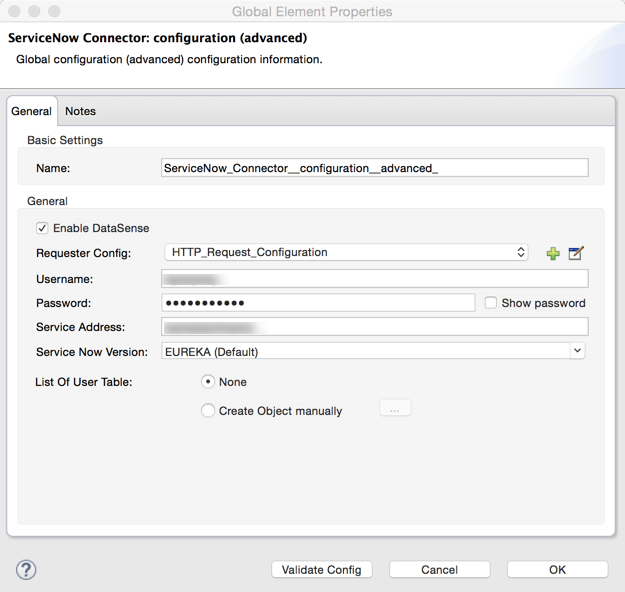 Global Element Properties
ServiceNow Connector: configuration (advanced)
Global configuration (advanced) configuration information.
General Notes
Basic Settings
Name: ServiceNow_Connector__configuration__advanced_
General
Enable DataSense
Requester Config: HTTP_Request_Configuration
Username:
Password: ●●●●●●●●●●● Show password
Service Address:
Service Now Version: EUREKA (Default)
List Of User Table: None
Create Object manually ...
? Validate Config Cancel OK